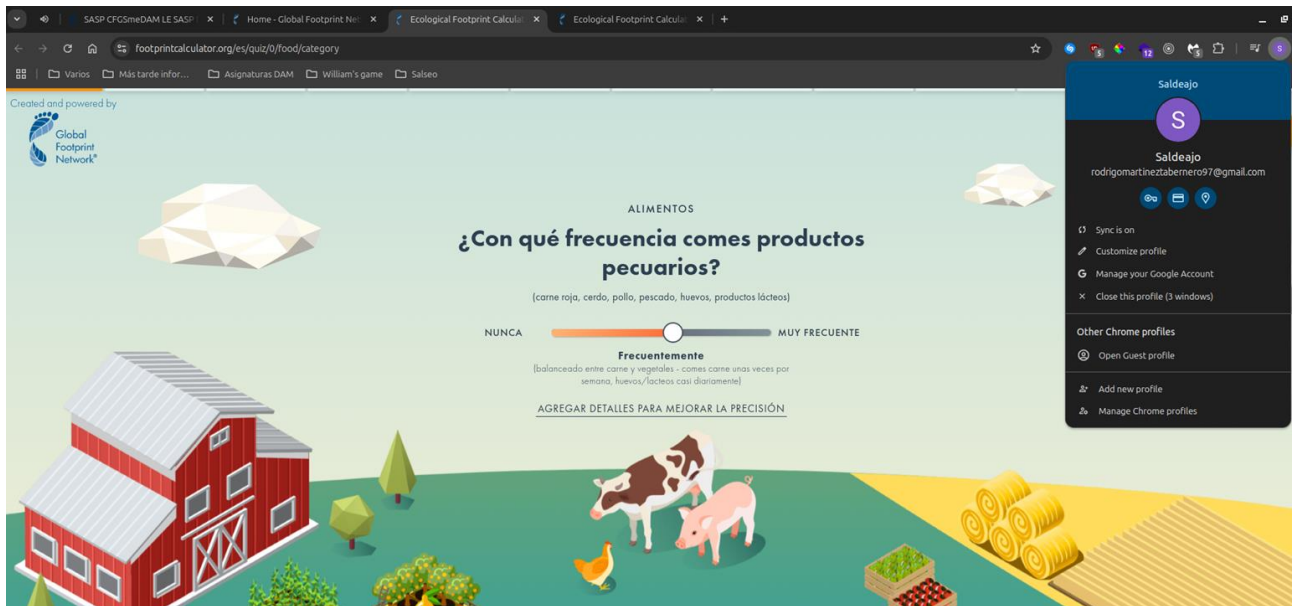 SASP CFGSmeDAM LE SASP
Home - Global Footprint Net
Ecological Footprint Calculat
Ecological Footprint Calculat
footprintcalculator.org/es/quiz/0/food/category
5
12
5
S
Varios
Más tarde infor...
Asignaturas DAM
William's game
Salseo
Created and powered by
Global
Footprint
Network®
ALIMENTOS
¿Con qué frecuencia comes productos
pecuarios?
(carne roja, cerdo, pollo, pescado, huevos, productos lácteos)
NUNCA
MUY FRECUENTE
Frecuentemente
(balanceado entre carne y vegetales - comes carne unas veces por
semana, huevos/lacteos casi diariamente)
AGREGAR DETALLES PARA MEJORAR LA PRECISIÓN
Saldeajo
S
Saldeajo
rodrigomartineztabernero97@gmail.com
Sync is on
Customize profile
G Manage your Google Account
Close this profile (3 windows)
Other Chrome profiles
Open Guest profile
Add new profile
Manage Chrome profiles